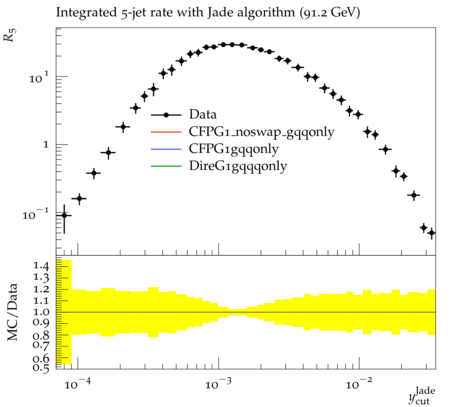 Integrated 5-jet rate with Jade algorithm (91.2 GeV)
R5
10^1
1
10^−1
Data
CFPG1_noswap_gqqonly
CFPG1gqqonly
DireG1gqqqonly
MC/Data
1.4
1.3
1.2
1.1
1.0
0.9
0.8
0.7
0.6
0.5
10^−4
10^−3
10^−2
y_cut^Jade